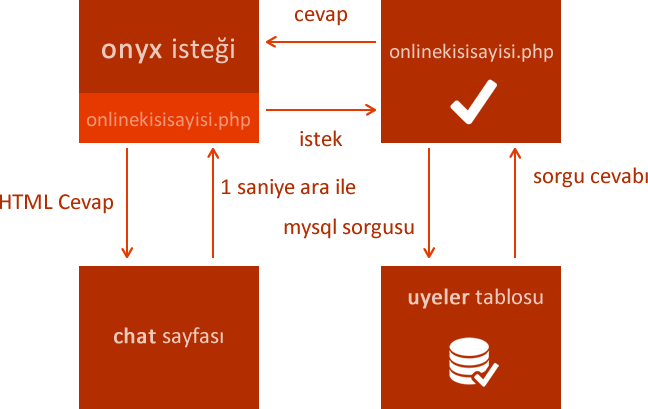 cevap
onyx isteği
onlinekisisayisi.php
onlinekisisayisi.php
istek
HTML Cevap
1 saniye ara ile
mysql sorgusu
sorgu cevabı
chat sayfası
uyeler tablosu